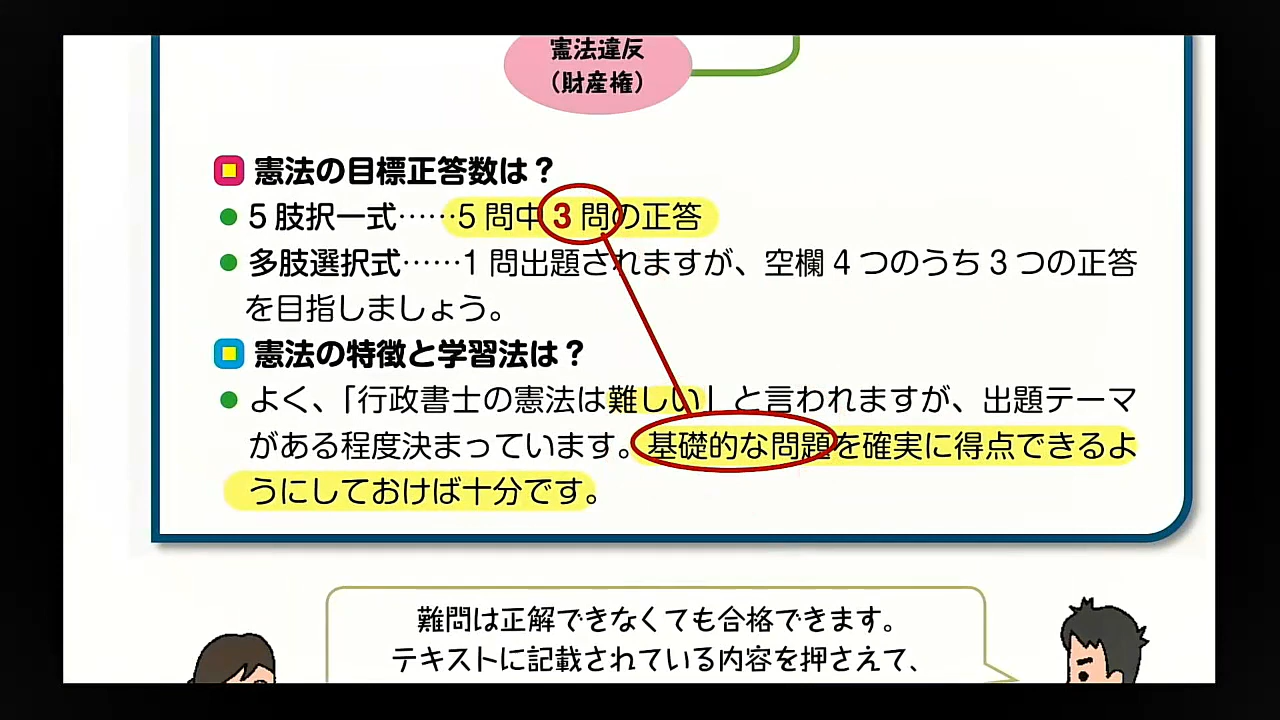 憲法違反
（財産権）
憲法の目標正答数は？
5肢択一式……5問中3問の正答
多肢選択式……1問出題されますが、空欄4つのうち3つの正答
を目指しましょう。
憲法の特徴と学習法は？
よく、「行政書士の憲法は難しい」と言われますが、出題テーマ
がある程度決まっています。基礎的な問題を確実に得点できるよ
うにしておけば十分です。
難問は正解できなくても合格できます。
テキストに記載されている内容を押さえて、